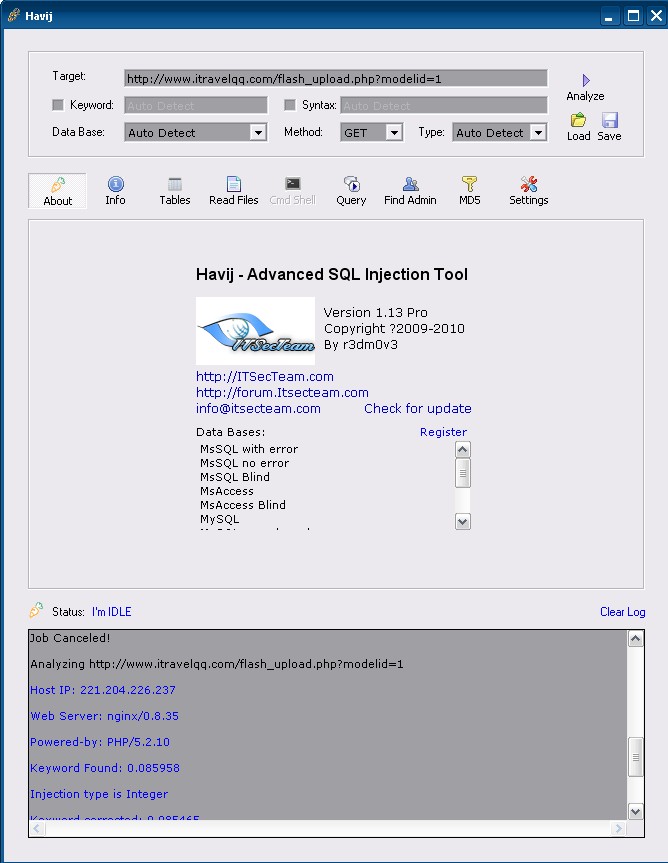 Havij
Target: http://www.itravelqq.com/flash_upload.php?modelid=1
Analyze
Keyword: Auto Detect Syntax: Auto Detect
Data Base: Auto Detect Method: GET Type: Auto Detect
Load Save
About Info Tables Read Files Cmd Shell Query Find Admin MD5 Settings
Havij - Advanced SQL Injection Tool
ITSecTeam
Version 1.13 Pro
Copyright ?2009-2010
By r3dm0v3
http://ITSecTeam.com
http://forum.Itsecteam.com
info@itsecteam.com Check for update
Data Bases: Register
MsSQL with error
MsSQL no error
MsSQL Blind
MsAccess
MsAccess Blind
MySQL
Status: I'm IDLE Clear Log
Job Canceled!
Analyzing http://www.itravelqq.com/flash_upload.php?modelid=1
Host IP: 221.204.226.237
Web Server: nginx/0.8.35
Powered-by: PHP/5.2.10
Keyword Found: 0.085958
Injection type is Integer
Keyword corrected: 0.085465